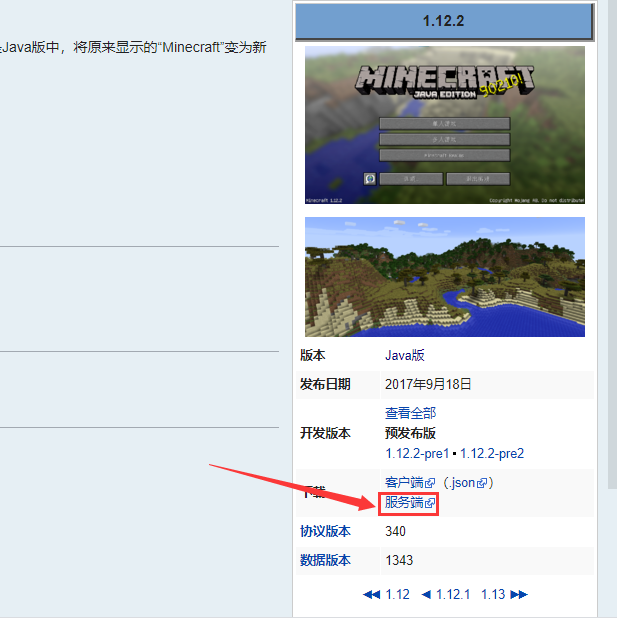 1.12.2
Java版中，将原来显示的“Minecraft”变为新
MINECRAFT
JAVA EDITION
90210!
Minecraft 1.12.2
Copyright Mojang AB. Do not distribute!
版本 Java版
发布日期 2017年9月18日
开发版本 查看全部
预发布版
1.12.2-pre1 ▪ 1.12.2-pre2
下载 客户端 （.json）
服务端
协议版本 340
数据版本 1343
◀◀ 1.12 ◀ 1.12.1 1.13 ▶▶